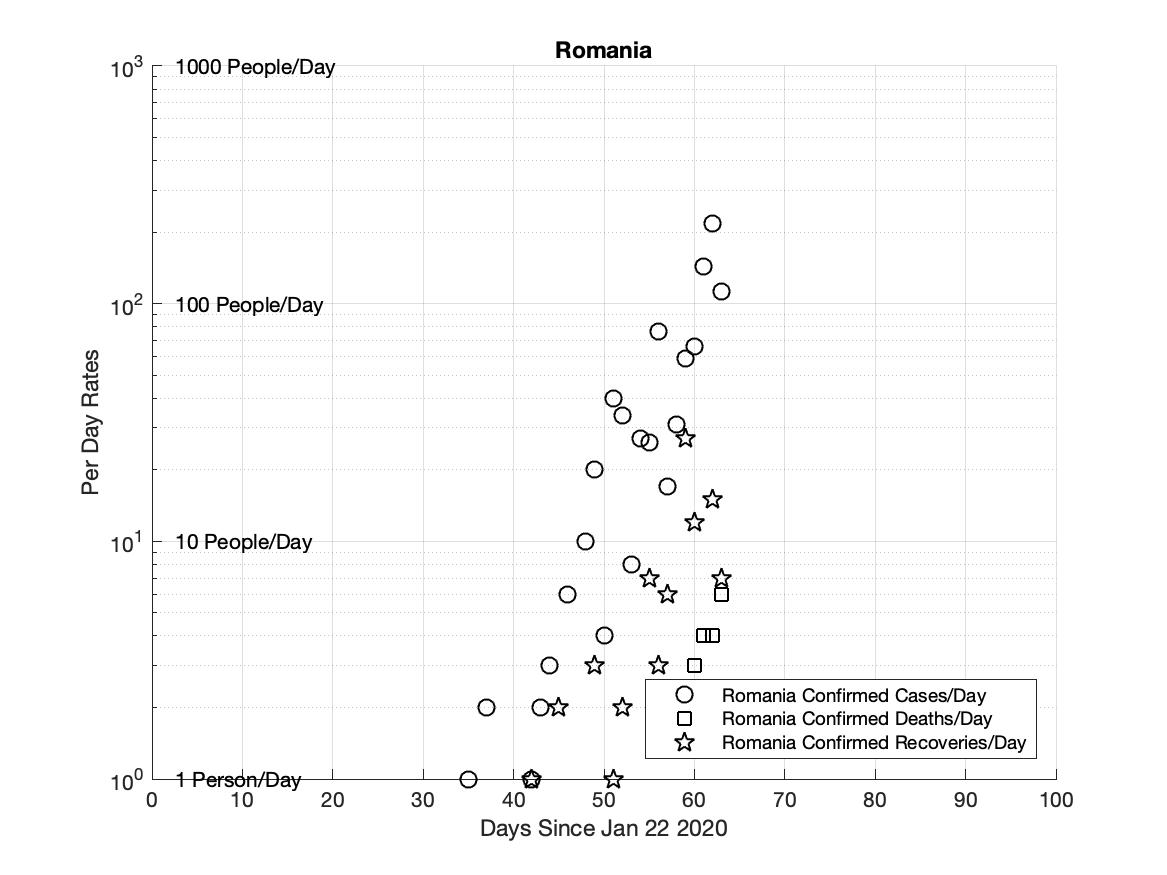 Romania
10^3 1000 People/Day
10^2 100 People/Day
Per Day Rates
10^1 10 People/Day
Romania Confirmed Cases/Day
Romania Confirmed Deaths/Day
Romania Confirmed Recoveries/Day
10^0 1 Person/Day
0 10 20 30 40 50 60 70 80 90 100
Days Since Jan 22 2020